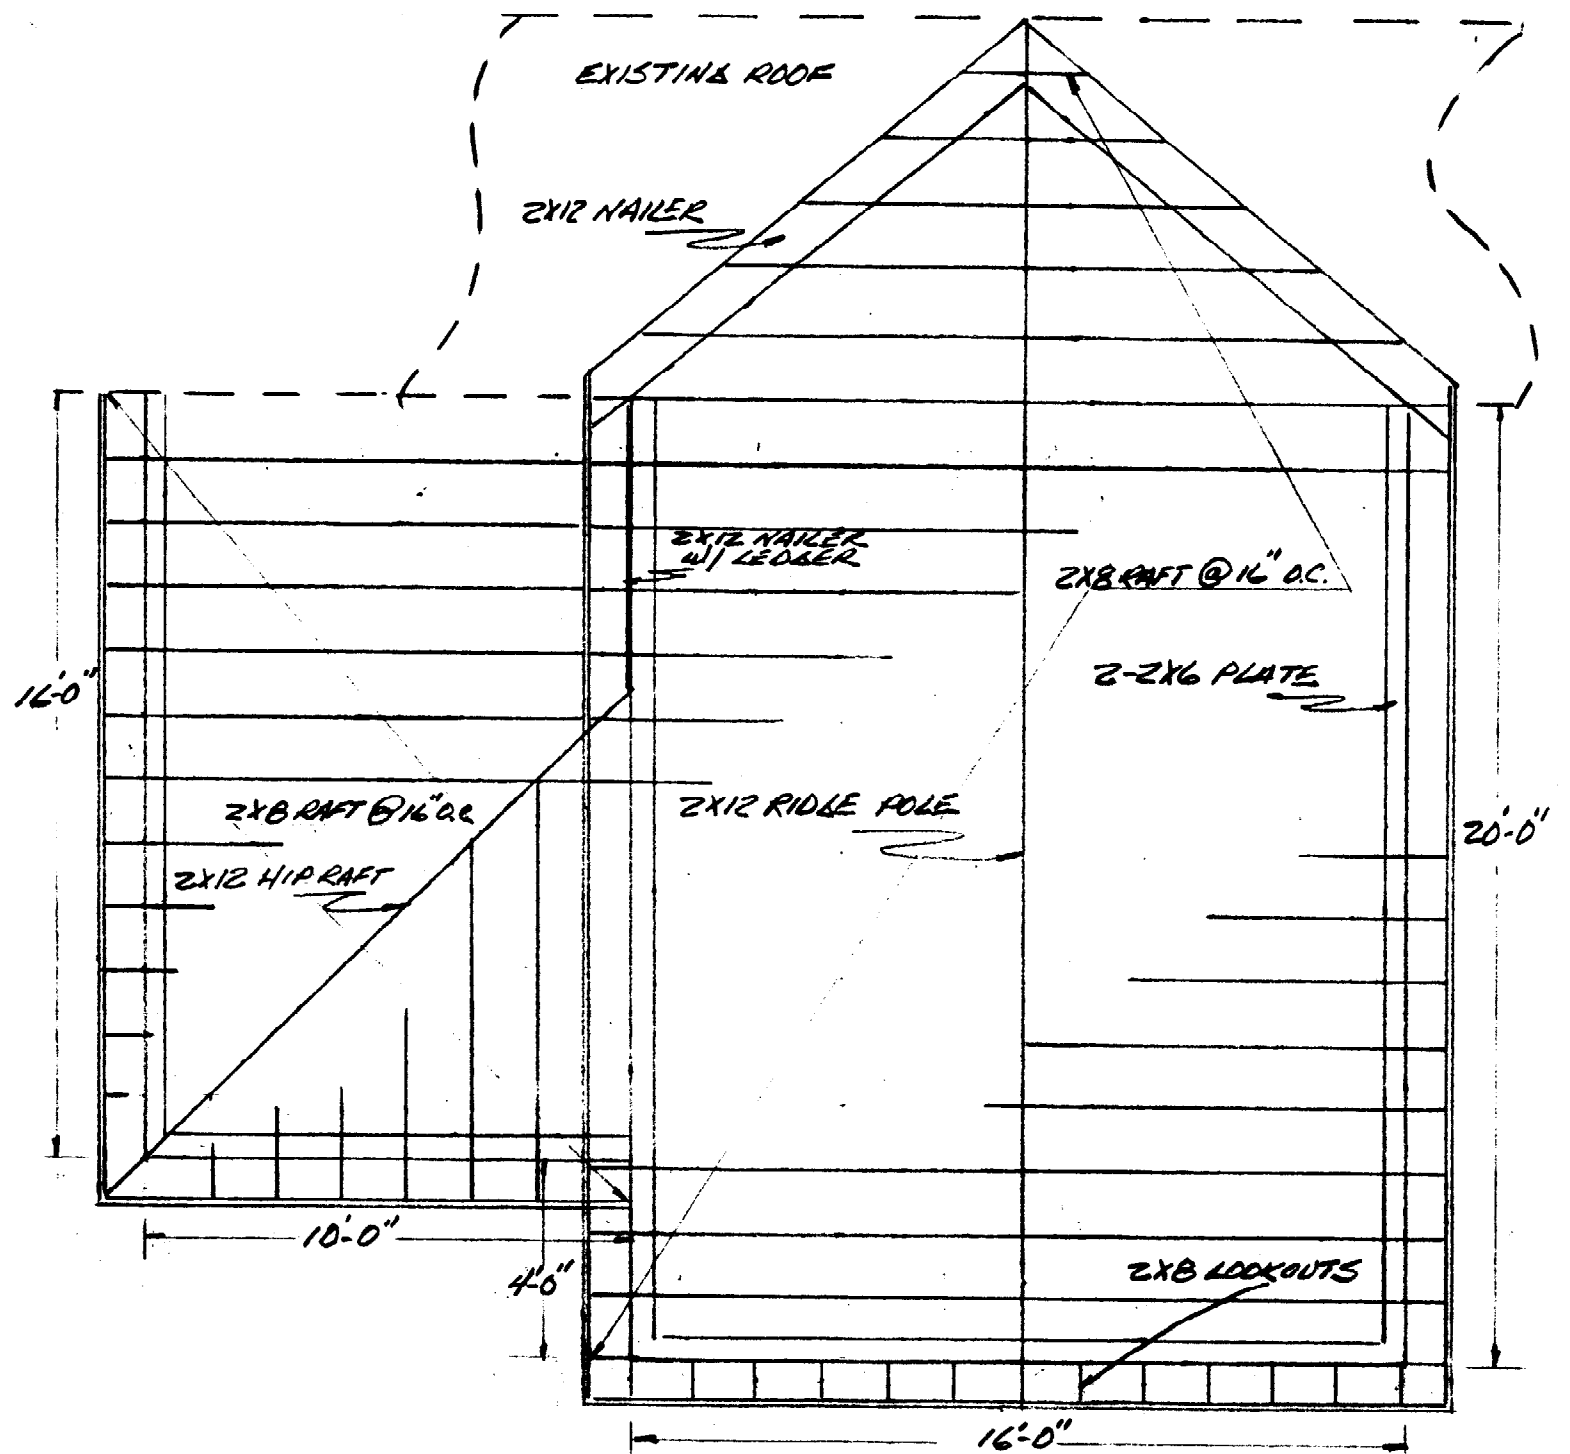 EXISTING ROOF
2X12 NAILER
2X12 NAILER
W/ LEDGER
2X8 RAFT @ 16" O.C.
16'-0"
2-2X6 PLATE
2X8 RAFT @ 16" O.C.
2X12 RIDGE POLE
20'-0"
2X12 HIP RAFT
10'-0"
4'-0"
2X8 LOOKOUTS
16'-0"